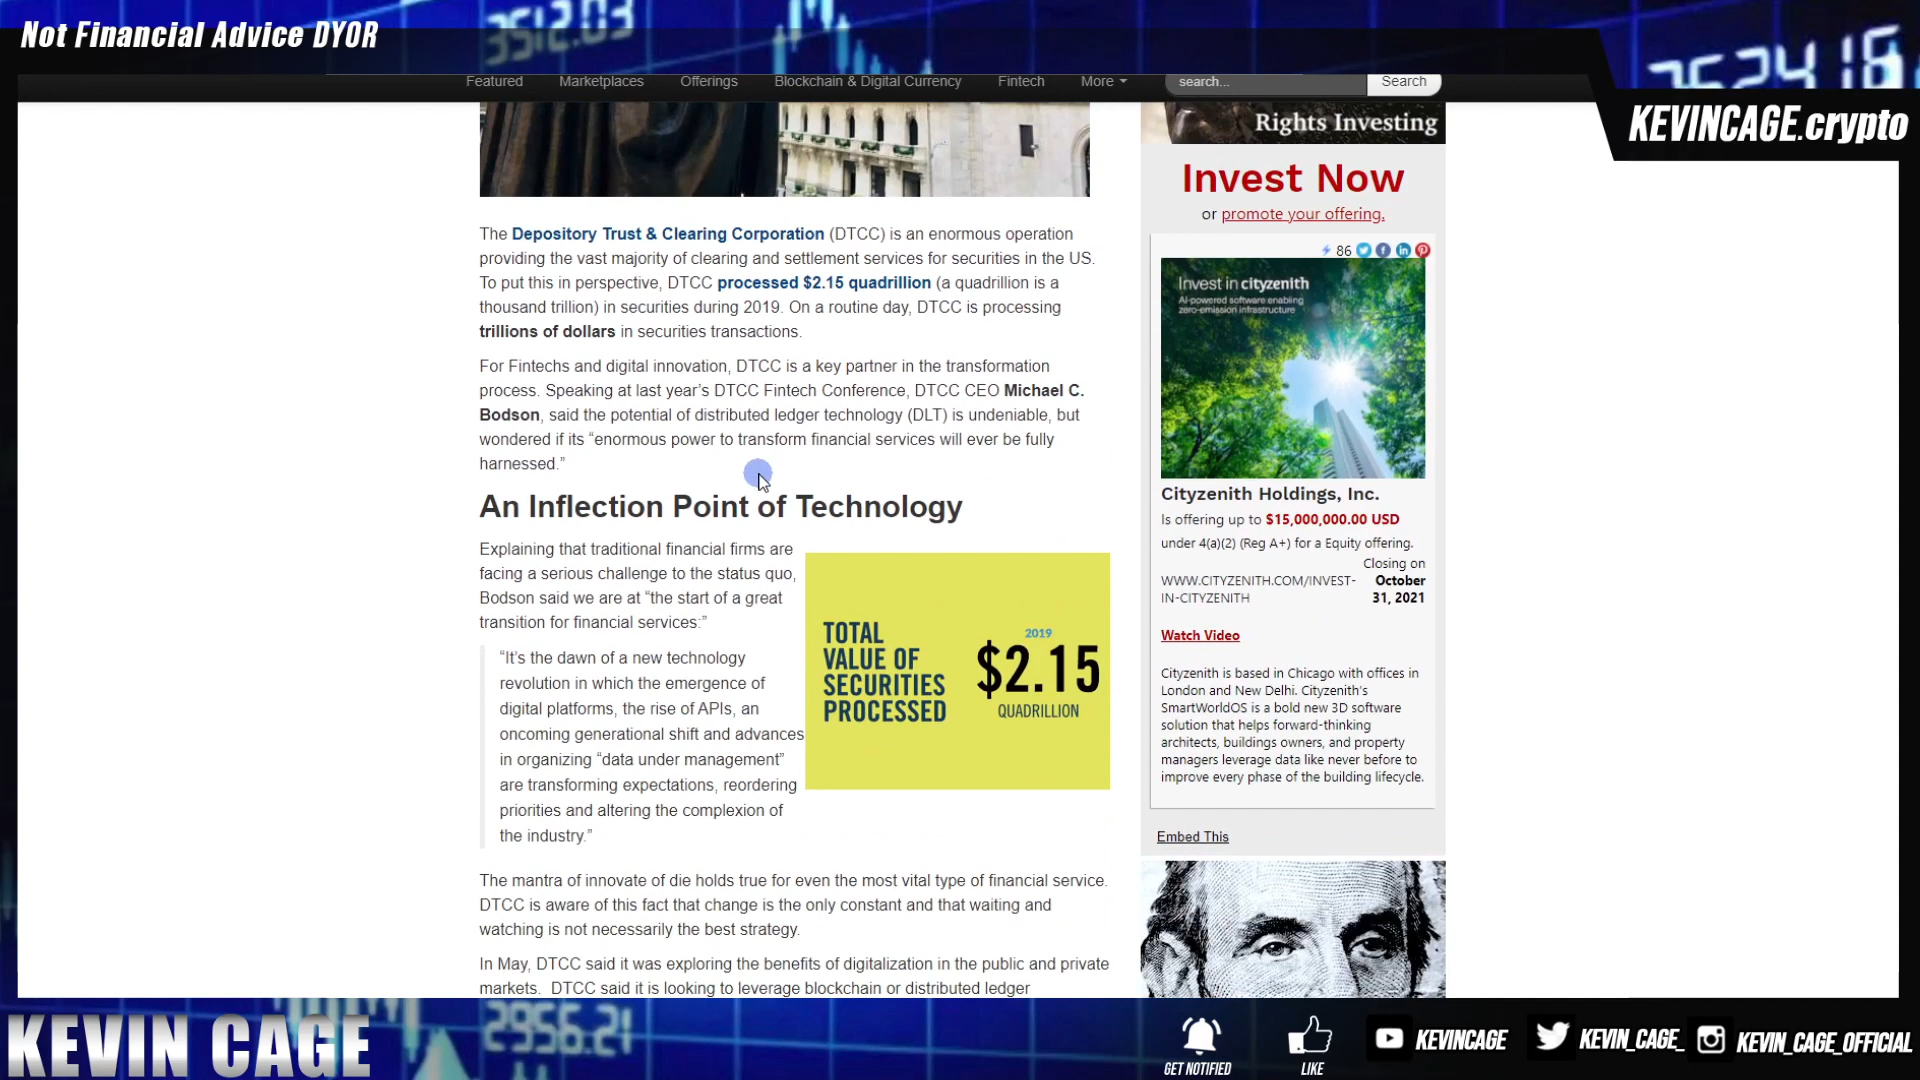 Not Financial Advice DYOR
3512.03
Featured
Marketplaces
Offerings
Blockchain & Digital Currency
Fintech
More
search...
Search
KEVINCAGE.crypto
Rights Investing
Invest Now
or promote your offering.
86
The Depository Trust & Clearing Corporation (DTCC) is an enormous operation
providing the vast majority of clearing and settlement services for securities in the US.
To put this in perspective, DTCC processed $2.15 quadrillion (a quadrillion is a
thousand trillion) in securities during 2019. On a routine day, DTCC is processing
trillions of dollars in securities transactions.
For Fintechs and digital innovation, DTCC is a key partner in the transformation
process. Speaking at last year’s DTCC Fintech Conference, DTCC CEO Michael C.
Bodson, said the potential of distributed ledger technology (DLT) is undeniable, but
wondered if its “enormous power to transform financial services will ever be fully
harnessed.”
An Inflection Point of Technology
Explaining that traditional financial firms are
facing a serious challenge to the status quo,
Bodson said we are at “the start of a great
transition for financial services:”
“It’s the dawn of a new technology
revolution in which the emergence of
digital platforms, the rise of APIs, an
oncoming generational shift and advances
in organizing “data under management”
are transforming expectations, reordering
priorities and altering the complexion of
the industry.”
TOTAL
VALUE OF
SECURITIES
PROCESSED
2019
$2.15
QUADRILLION
The mantra of innovate of die holds true for even the most vital type of financial service.
DTCC is aware of this fact that change is the only constant and that waiting and
watching is not necessarily the best strategy.
In May, DTCC said it was exploring the benefits of digitalization in the public and private
markets. DTCC said it is looking to leverage blockchain or distributed ledger
Invest in cityzenith
AI-powered software enabling
zero-emission infrastructure
Cityzenith Holdings, Inc.
Is offering up to $15,000,000.00 USD
under 4(a)(2) (Reg A+) for a Equity offering.
Closing on
WWW.CITYZENITH.COM/INVEST-
IN-CITYZENITH
October
31, 2021
Watch Video
Cityzenith is based in Chicago with offices in
London and New Delhi. Cityzenith's
SmartWorldOS is a bold new 3D software
solution that helps forward-thinking
architects, buildings owners, and property
managers leverage data like never before to
improve every phase of the building lifecycle.
Embed This
KEVIN CAGE
2956.21
GET NOTIFIED
LIKE
KEVINCAGE
KEVIN_CAGE_
KEVIN_CAGE_OFFICIAL